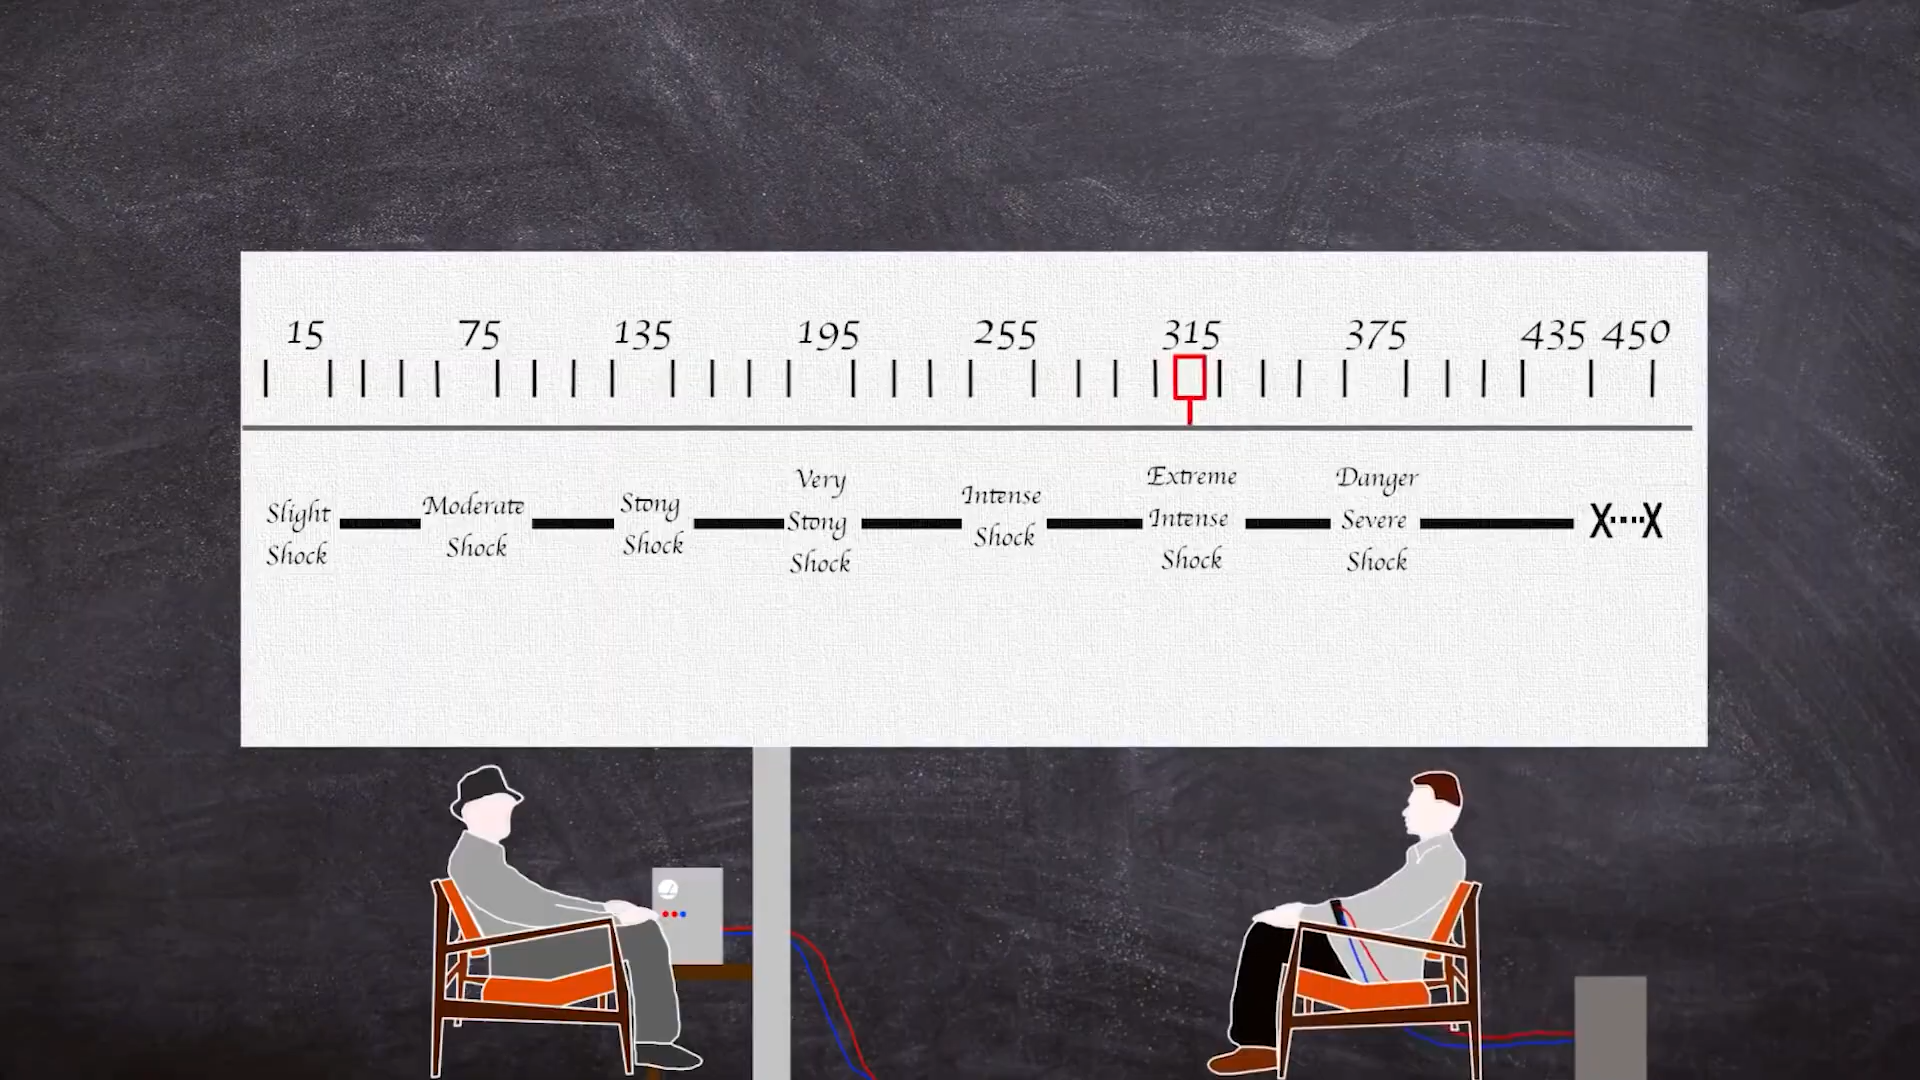 15 75 135 195 255 315 375 435 450
Slight
Shock
Moderate
Shock
Stong
Shock
Very
Stong
Shock
Intense
Shock
Extreme
Intense
Shock
Danger
Severe
Shock
X····X